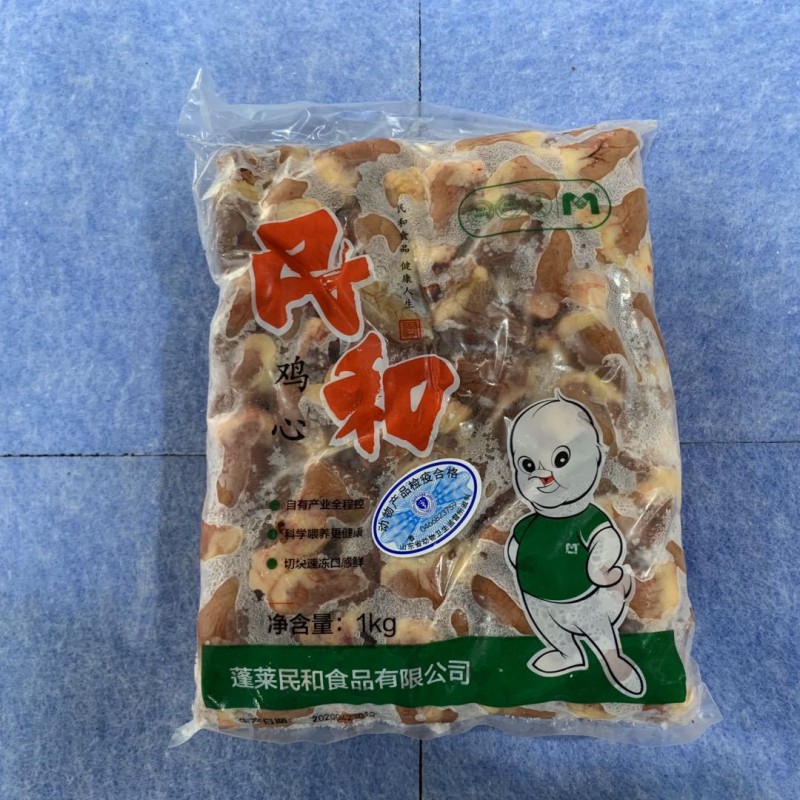 民和
民和食品 健康人生
鸡心
自有产业全程控
科学喂养更健康
切块速冻口感鲜
动物产品检疫合格
净含量：1kg
蓬莱民和食品有限公司